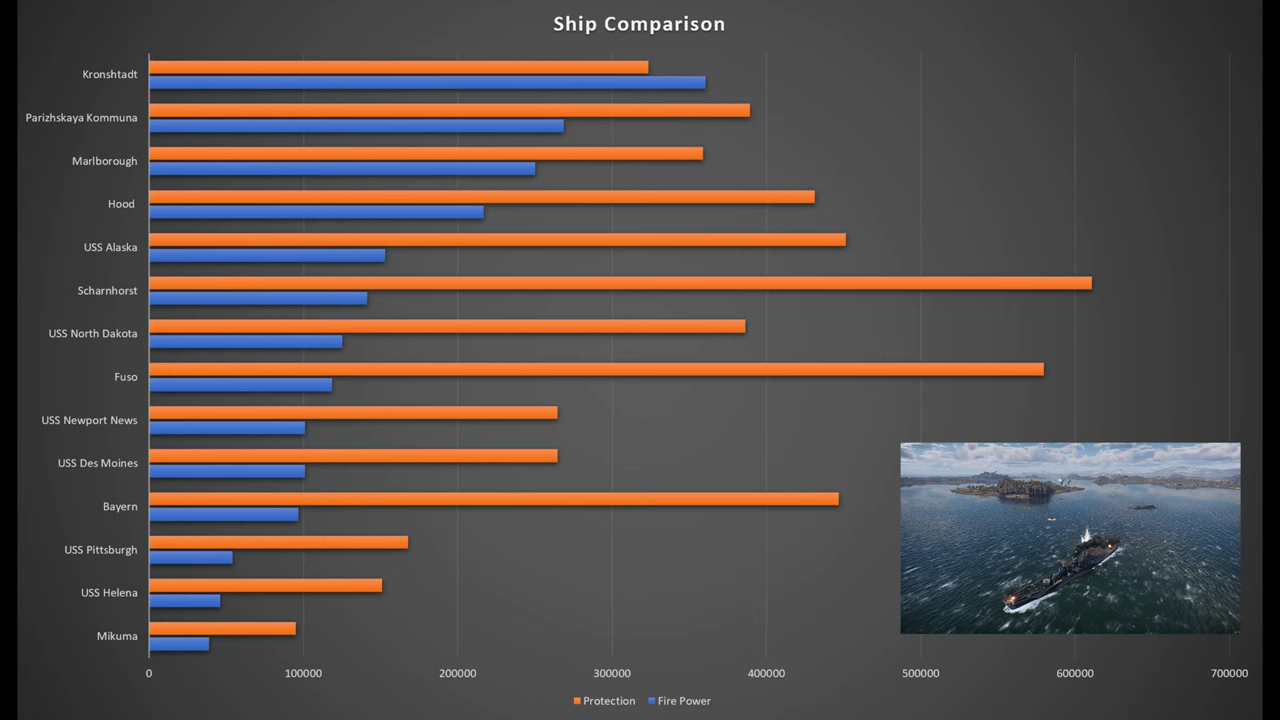 Ship Comparison
Kronshtadt
Parizhskaya Kommuna
Marlborough
Hood
USS Alaska
Scharnhorst
USS North Dakota
Fuso
USS Newport News
USS Des Moines
Bayern
USS Pittsburgh
USS Helena
Mikuma
0 100000 200000 300000 400000 500000 600000 700000
Protection Fire Power